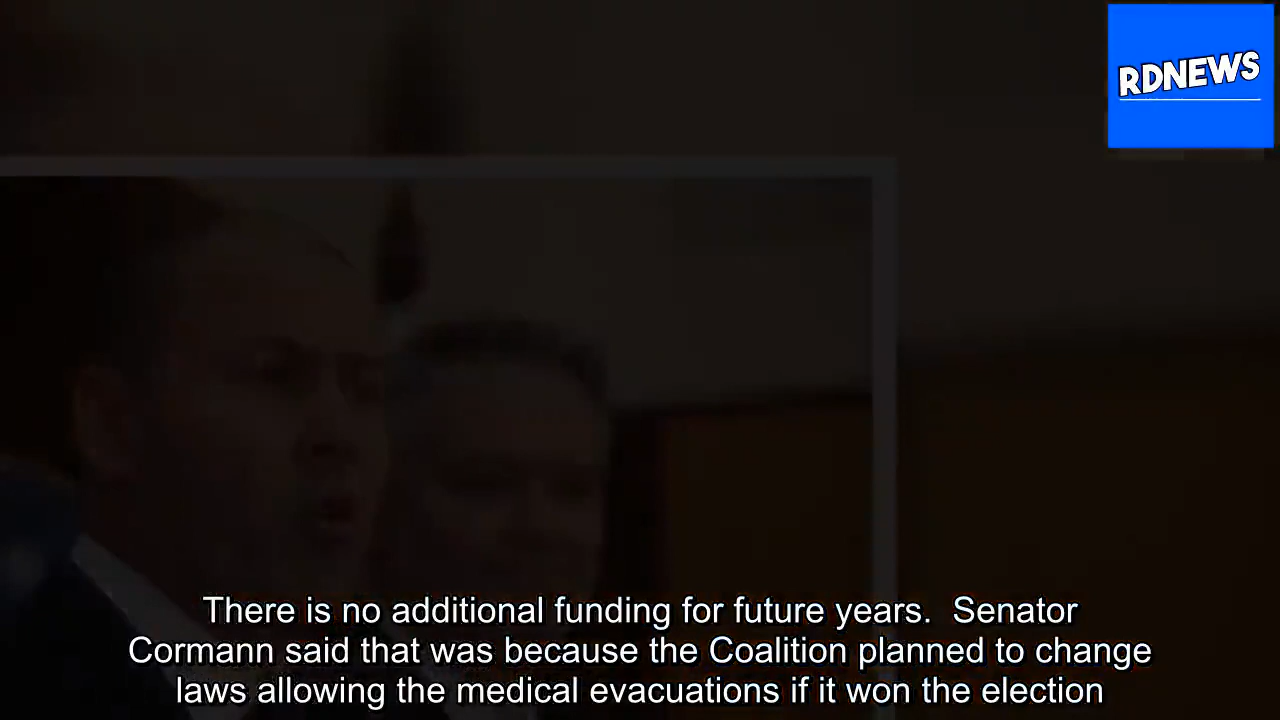 RDNEWS
There is no additional funding for future years.  Senator
Cormann said that was because the Coalition planned to change
laws allowing the medical evacuations if it won the election